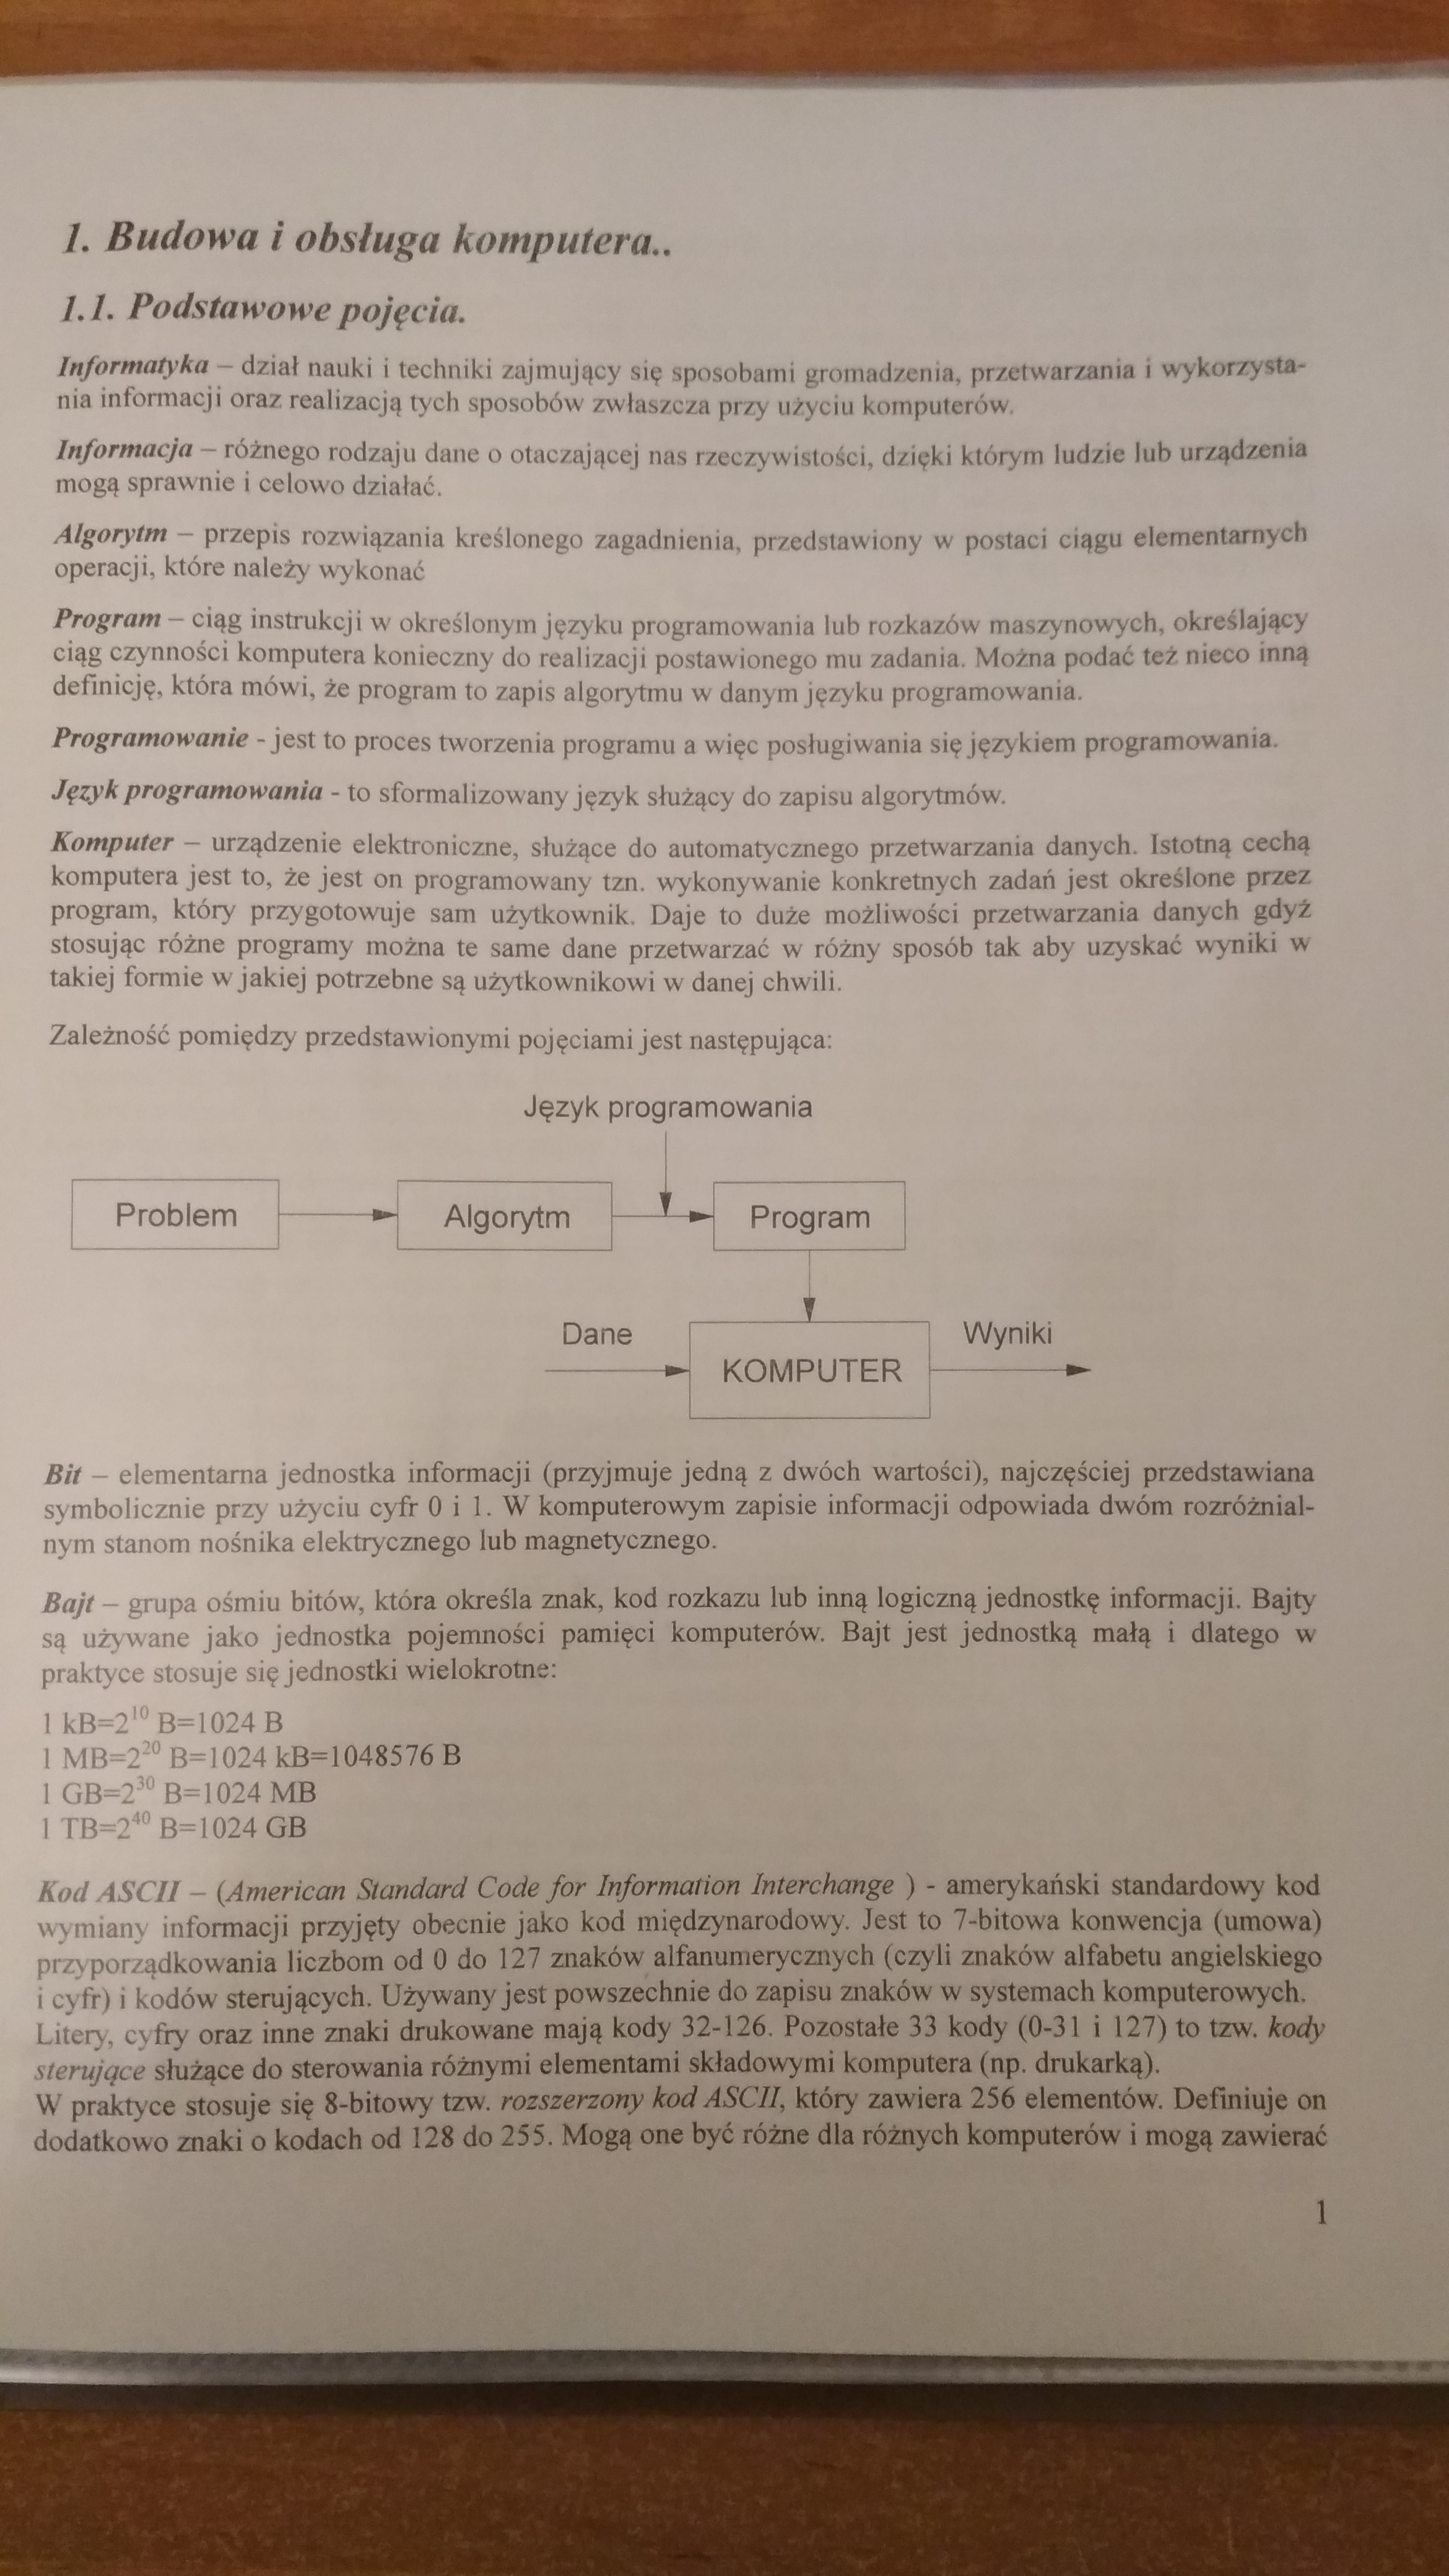 1. Budowa i obsługa komputera..
1.1. Podstawowe pojęcia.
Informatyka – dział nauki i techniki zajmujący się sposobami gromadzenia, przetwarzania i wykorzysta-
nia informacji oraz realizacją tych sposobów zwłaszcza przy użyciu komputerów.
Informacja – różnego rodzaju dane o otaczającej nas rzeczywistości, dzięki którym ludzie lub urządzenia
mogą sprawnie i celowo działać.
Algorytm – przepis rozwiązania kreślonego zagadnienia, przedstawiony w postaci ciągu elementarnych
operacji, które należy wykonać
Program – ciąg instrukcji w określonym języku programowania lub rozkazów maszynowych, określający
ciąg czynności komputera konieczny do realizacji postawionego mu zadania. Można podać też nieco inną
definicję, która mówi, że program to zapis algorytmu w danym języku programowania.
Programowanie - jest to proces tworzenia programu a więc posługiwania się językiem programowania.
Język programowania - to sformalizowany język służący do zapisu algorytmów.
Komputer – urządzenie elektroniczne, służące do automatycznego przetwarzania danych. Istotną cechą
komputera jest to, że jest on programowany tzn. wykonywanie konkretnych zadań jest określone przez
program, który przygotowuje sam użytkownik. Daje to duże możliwości przetwarzania danych gdyż
stosując różne programy można te same dane przetwarzać w różny sposób tak aby uzyskać wyniki w
takiej formie w jakiej potrzebne są użytkownikowi w danej chwili.
Zależność pomiędzy przedstawionymi pojęciami jest następująca:
Język programowania
Problem
Algorytm
Program
Dane
KOMPUTER
Wyniki
Bit – elementarna jednostka informacji (przyjmuje jedną z dwóch wartości), najczęściej przedstawiana
symbolicznie przy użyciu cyfr 0 i 1. W komputerowym zapisie informacji odpowiada dwóm rozróżnial-
nym stanom nośnika elektrycznego lub magnetycznego.
Bajt – grupa ośmiu bitów, która określa znak, kod rozkazu lub inną logiczną jednostkę informacji. Bajty
są używane jako jednostka pojemności pamięci komputerów. Bajt jest jednostką małą i dlatego w
praktyce stosuje się jednostki wielokrotne:
1 kB=2¹⁰ B=1024 B
1 MB=2²⁰ B=1024 kB=1048576 B
1 GB=2³⁰ B=1024 MB
1 TB=2⁴⁰ B=1024 GB
Kod ASCII – (American Standard Code for Information Interchange ) - amerykański standardowy kod
wymiany informacji przyjęty obecnie jako kod międzynarodowy. Jest to 7-bitowa konwencja (umowa)
przyporządkowania liczbom od 0 do 127 znaków alfanumerycznych (czyli znaków alfabetu angielskiego
i cyfr) i kodów sterujących. Używany jest powszechnie do zapisu znaków w systemach komputerowych.
Litery, cyfry oraz inne znaki drukowane mają kody 32-126. Pozostałe 33 kody (0-31 i 127) to tzw. kody
sterujące służące do sterowania różnymi elementami składowymi komputera (np. drukarką).
W praktyce stosuje się 8-bitowy tzw. rozszerzony kod ASCII, który zawiera 256 elementów. Definiuje on
dodatkowo znaki o kodach od 128 do 255. Mogą one być różne dla różnych komputerów i mogą zawierać
1